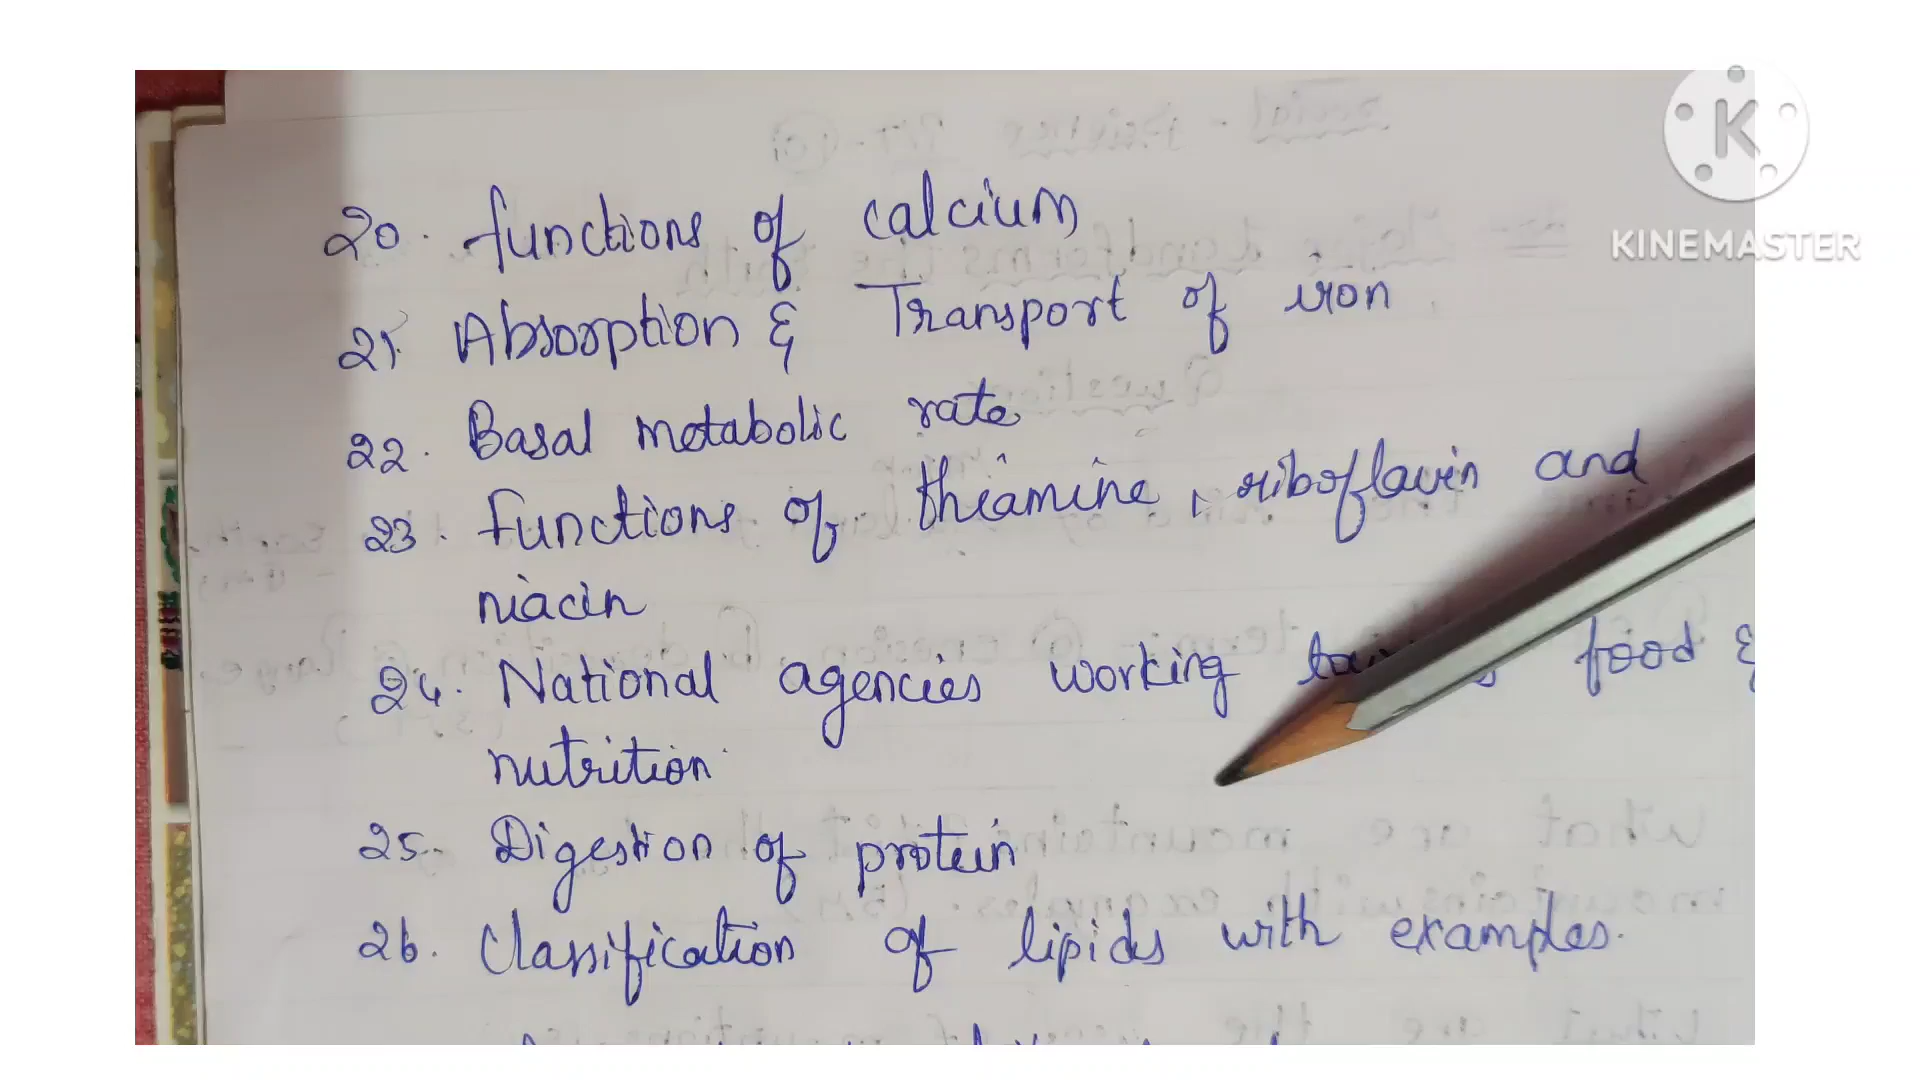 20. functions of calcium
21. Absorption & Transport of iron
22. Basal metabolic rate
23. Functions of thiamine, riboflavin and
niacin
24. National agencies working food &
nutrition
25. Digestion of protein
26. Classification of lipids with examples.
K
KINEMASTER